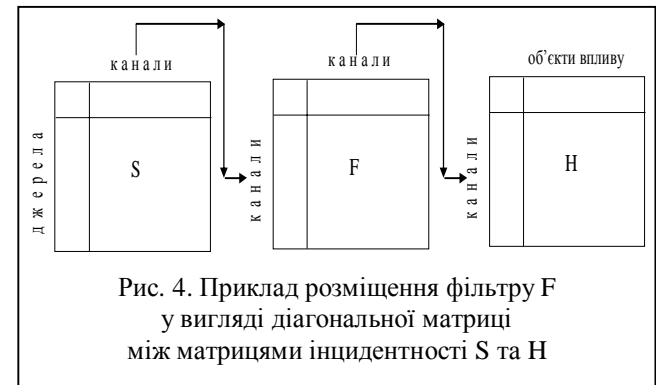 канали
канали
об’єкти впливу
джерела
S
канали
F
канали
H
Рис. 4. Приклад розміщення фільтру F
у вигляді діагональної матриці
між матрицями інцидентності S та H